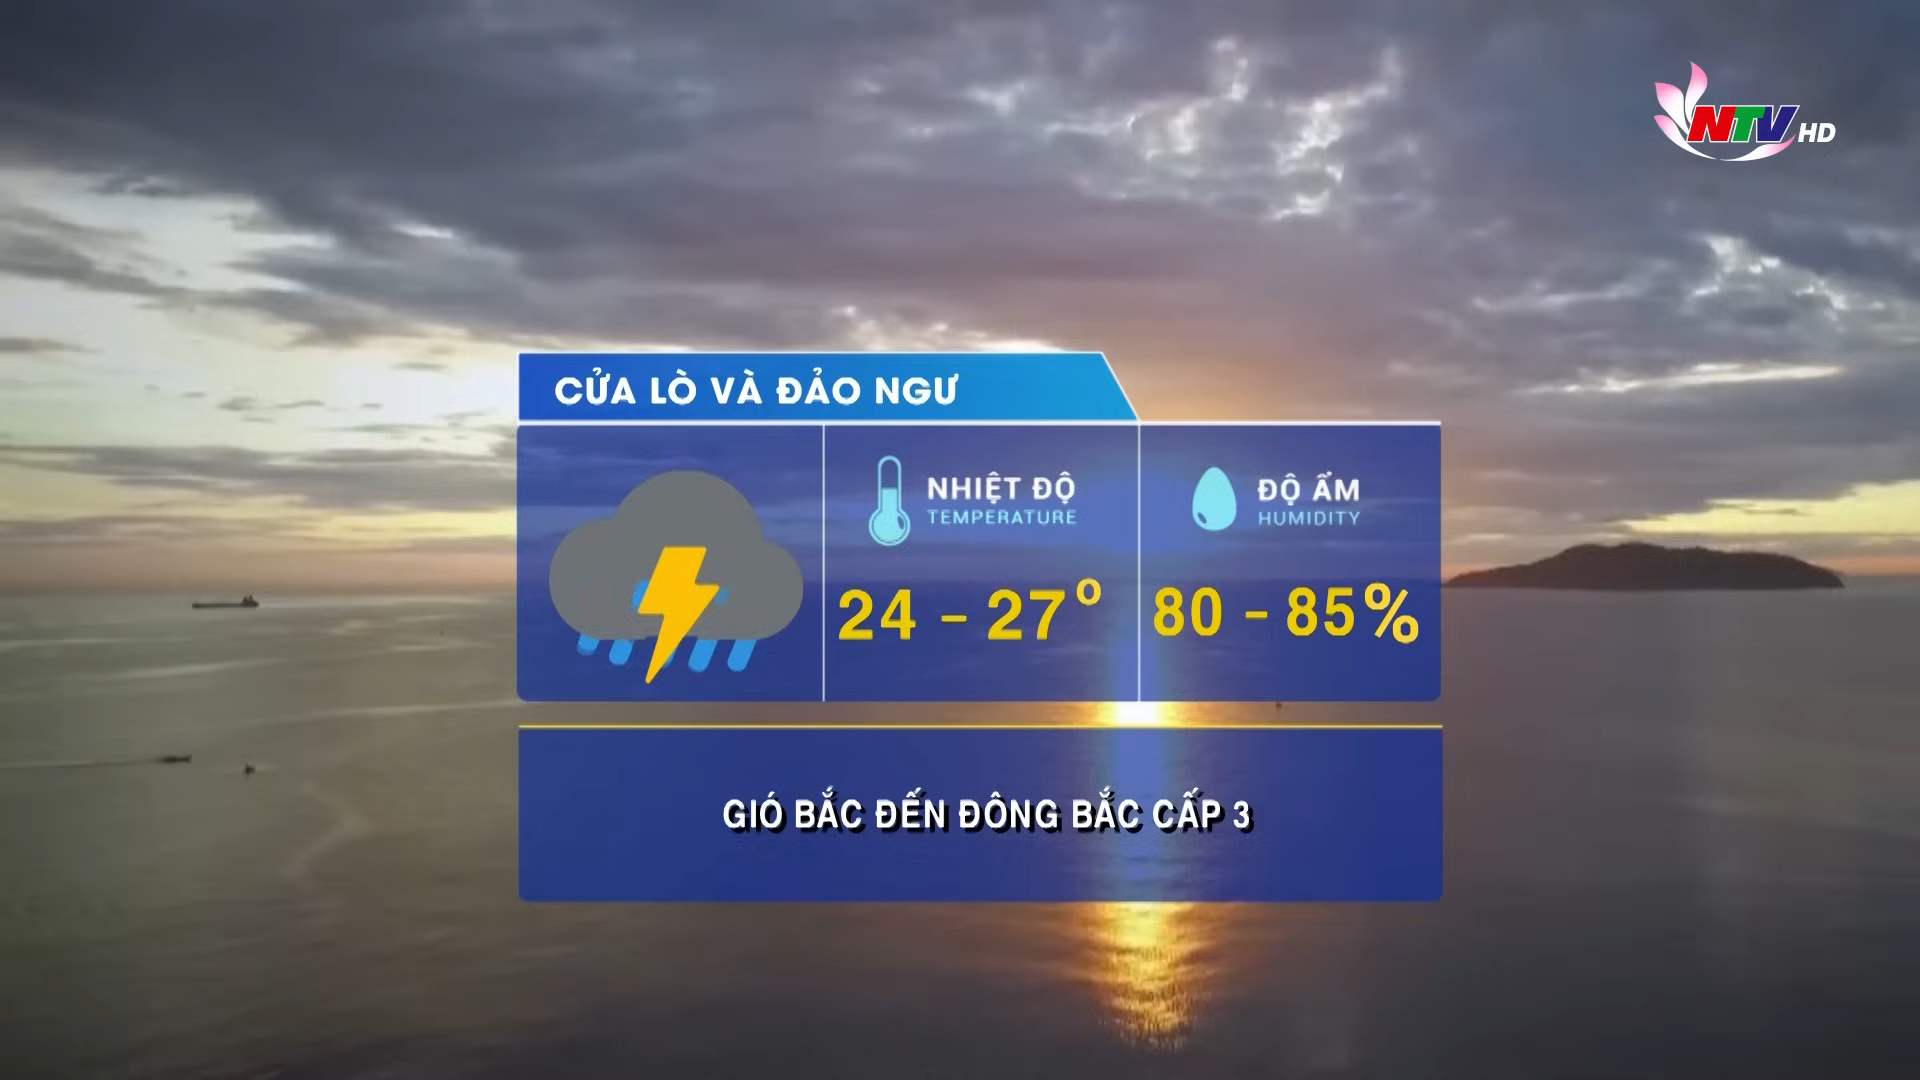 NTV HD
CỬA LÒ VÀ ĐẢO NGƯ
NHIỆT ĐỘ
TEMPERATURE
24 - 27°
ĐỘ ẨM
HUMIDITY
80 - 85%
GIÓ BẮC ĐẾN ĐÔNG BẮC CẤP 3